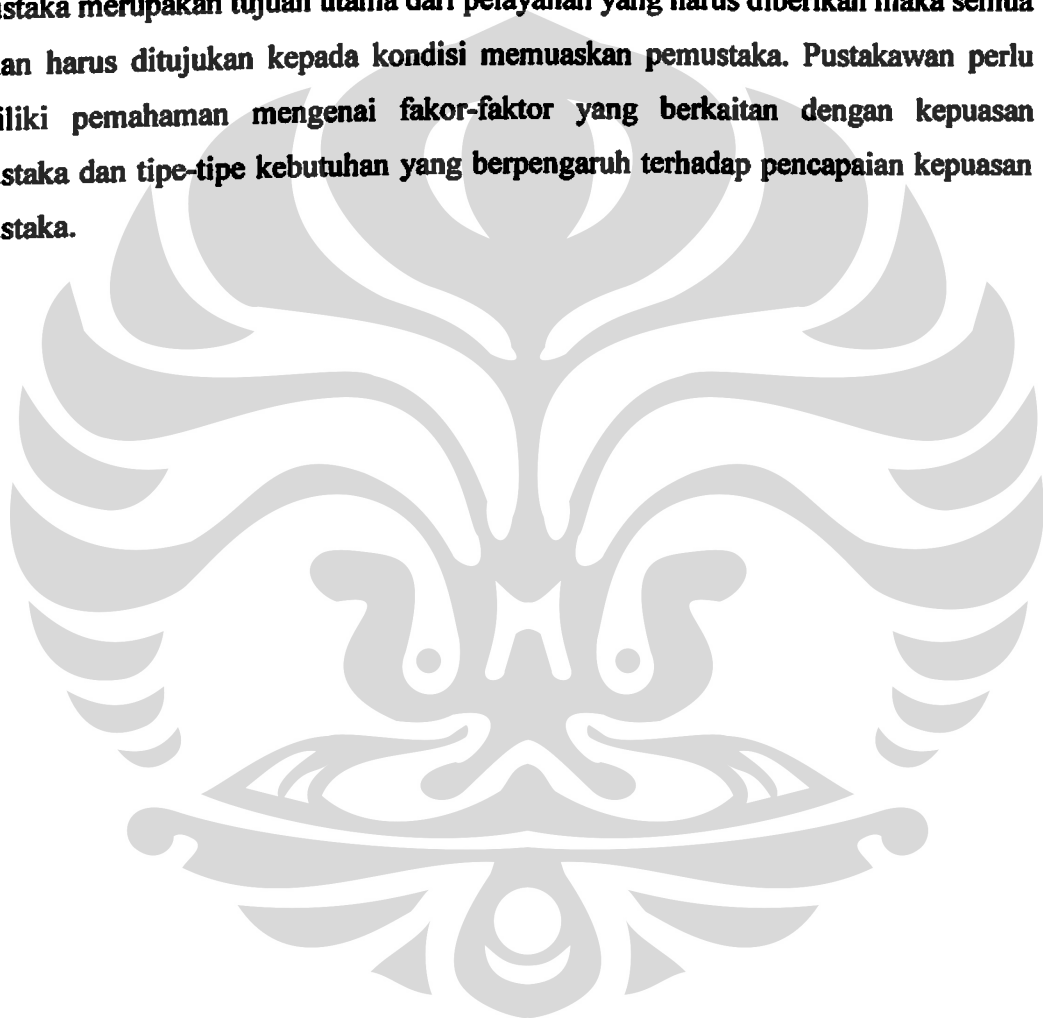 staka merupakan tujuan utama dari pelayanan yang harus diberikan maka semua
an harus ditujukan kepada kondisi memuaskan pemustaka. Pustakawan perlu
iliki pemahaman mengenai fakor-faktor yang berkaitan dengan kepuasan
staka dan tipe-tipe kebutuhan yang berpengaruh terhadap pencapaian kepuasan
staka.